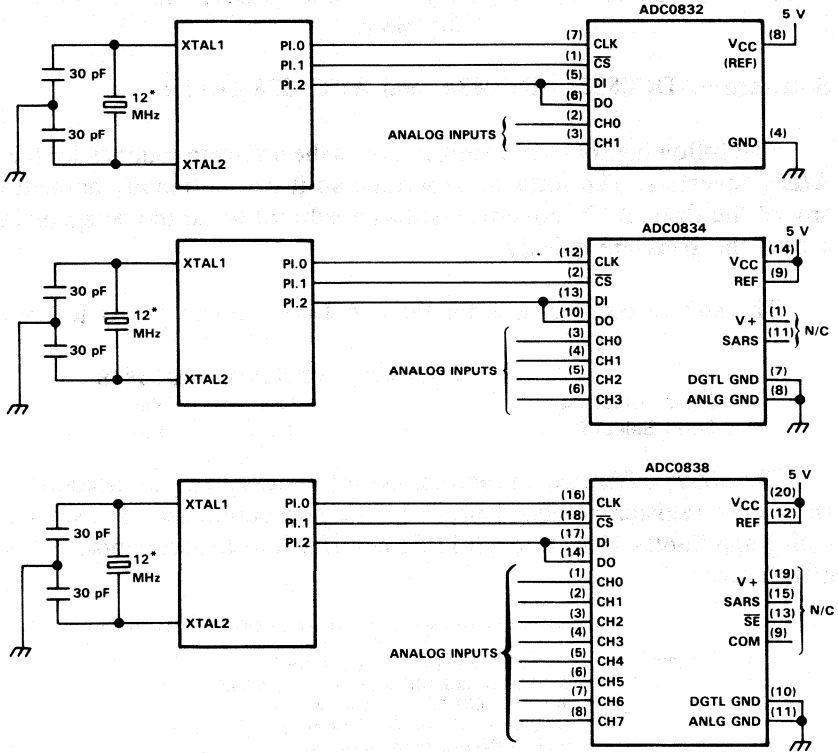 ADC0832
5 V
XTAL1
PI.0
(7)
CLK
VCC
(8)
PI.1
(1)
CS
(REF)
30 pF
PI.2
(5)
DI
12*
MHz
(6)
DO
ANALOG INPUTS
(2)
CH0
30 pF
(3)
CH1
GND
(4)
XTAL2
ADC0834
5 V
XTAL1
PI.0
(12)
CLK
VCC
(14)
PI.1
(2)
CS
REF
(9)
30 pF
PI.2
(13)
DI
12*
MHz
(10)
DO
V +
(1)
N/C
(3)
CH0
SARS
(11)
30 pF
ANALOG INPUTS
(4)
CH1
XTAL2
(5)
CH2
DGTL GND
(7)
(6)
CH3
ANLG GND
(8)
ADC0838
5 V
XTAL1
PI.0
(16)
CLK
VCC
(20)
PI.1
(18)
CS
REF
(12)
30 pF
PI.2
(17)
DI
12*
MHz
(14)
DO
(1)
CH0
V +
(19)
30 pF
(2)
CH1
SARS
(15)
N/C
XTAL2
(3)
CH2
SE
(13)
(4)
CH3
COM
(9)
ANALOG INPUTS
(5)
CH4
(6)
CH5
(7)
CH6
DGTL GND
(10)
(8)
CH7
ANLG GND
(11)